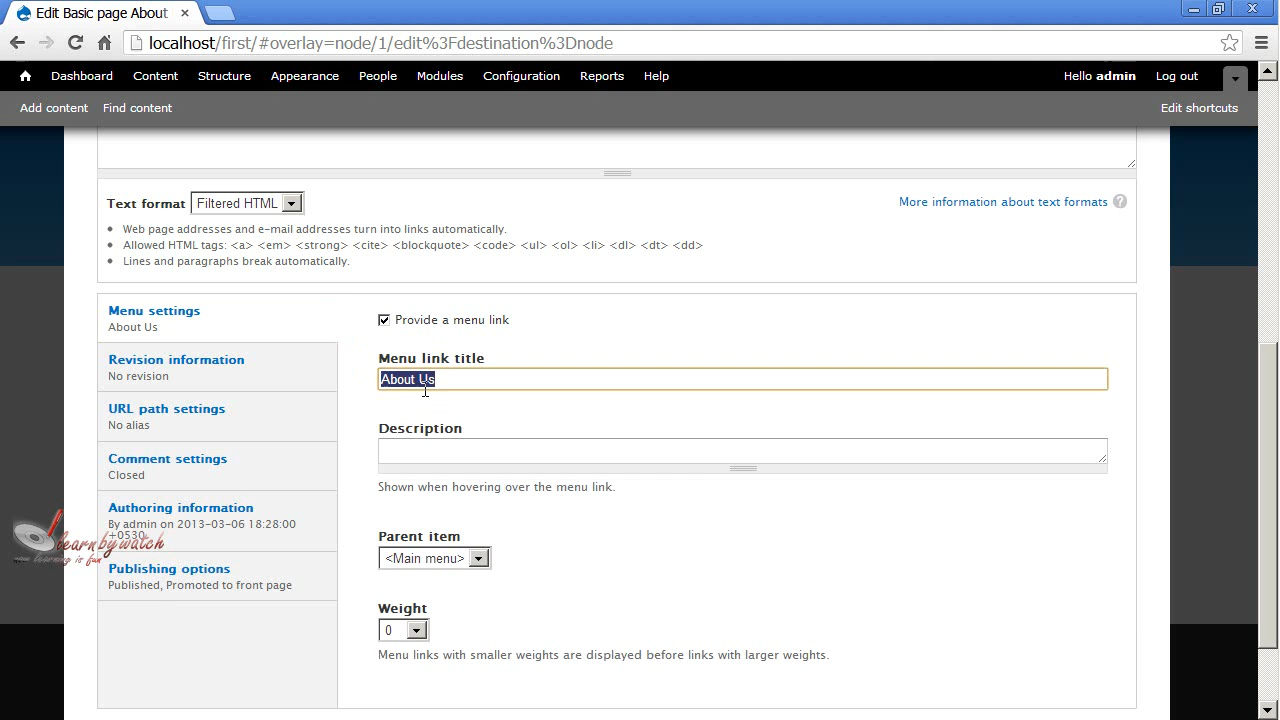 Edit Basic page About
localhost/first/#overlay=node/1/edit%3Fdestination%3Dnode
Dashboard Content Structure Appearance People Modules Configuration Reports Help Hello admin Log out
Add content Find content Edit shortcuts
Text format Filtered HTML More information about text formats ?
Web page addresses and e-mail addresses turn into links automatically.
Allowed HTML tags: <a> <em> <strong> <cite> <blockquote> <code> <ul> <ol> <li> <dl> <dt> <dd>
Lines and paragraphs break automatically.
Menu settings
About Us
Revision information
No revision
URL path settings
No alias
Comment settings
Closed
Authoring information
By admin on 2013-03-06 18:28:00
+0530
Publishing options
Published, Promoted to front page
Provide a menu link
Menu link title
About Us
Description
Shown when hovering over the menu link.
Parent item
<Main menu>
Weight
0
Menu links with smaller weights are displayed before links with larger weights.
learnbywatch
learning is fun